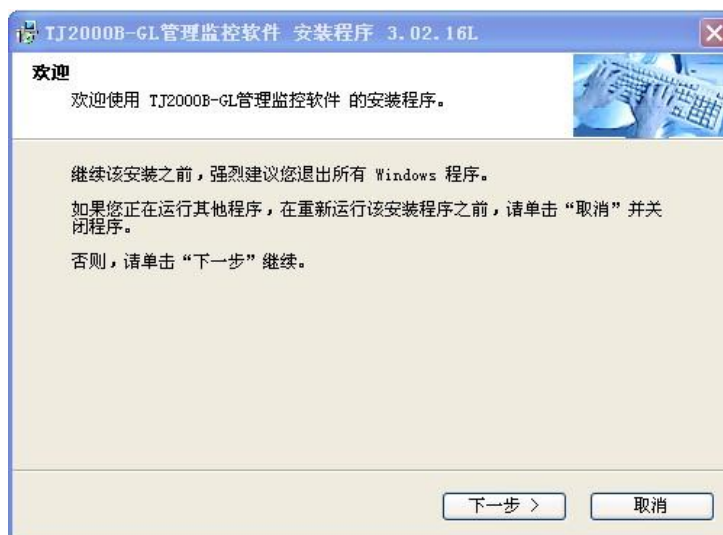 TJ2000B-GL管理监控软件 安装程序 3.02.16L
欢迎
欢迎使用 TJ2000B-GL管理监控软件 的安装程序。
继续该安装之前，强烈建议您退出所有 Windows 程序。
如果您正在运行其他程序，在重新运行该安装程序之前，请单击“取消”并关
闭程序。
否则，请单击“下一步”继续。
下一步 >
取消